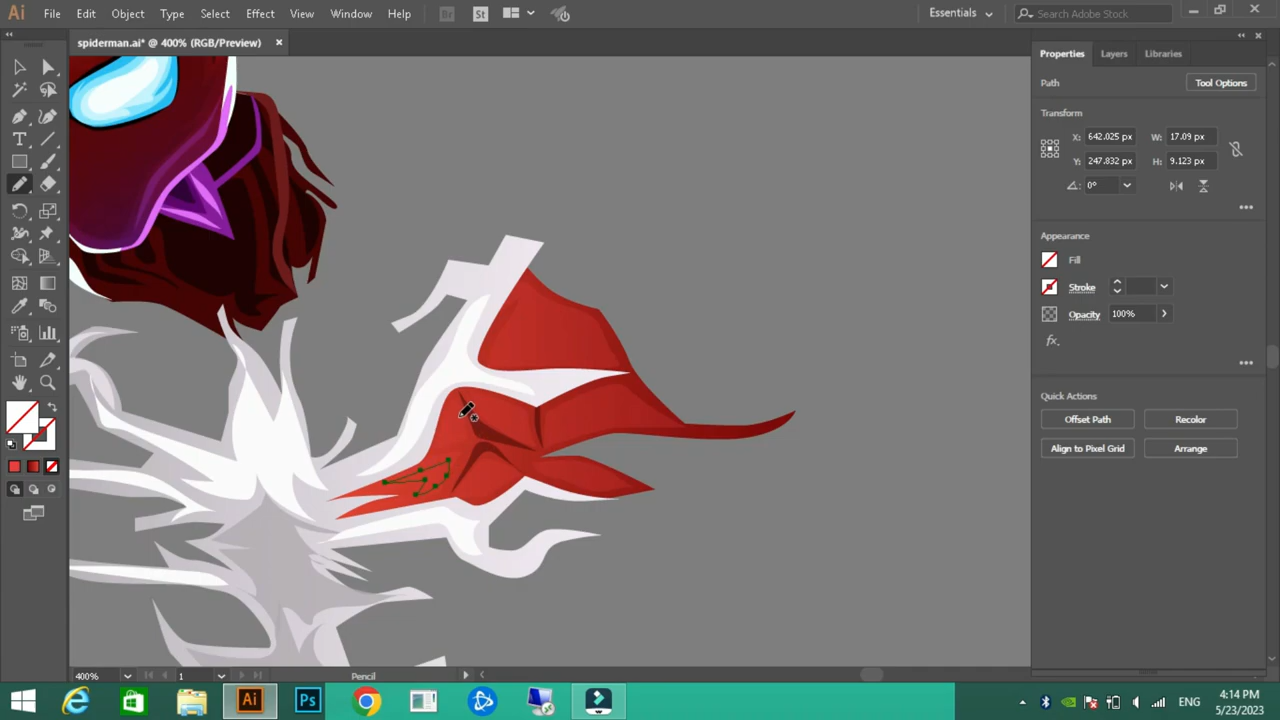 Ai File Edit Object Type Select Effect View Window Help Br St Essentials Search Adobe Stock
spiderman.ai* @ 400% (RGB/Preview)
Properties Layers Libraries
Path Tool Options
Transform
X: 642.025 px W: 17.09 px
Y: 247.832 px H: 9.123 px
0°
Appearance
Fill
Stroke
Opacity 100%
fx.
Quick Actions
Offset Path Recolor
Align to Pixel Grid Arrange
400% 1 Pencil
Ai Ps ENG 4:14 PM
5/23/2023